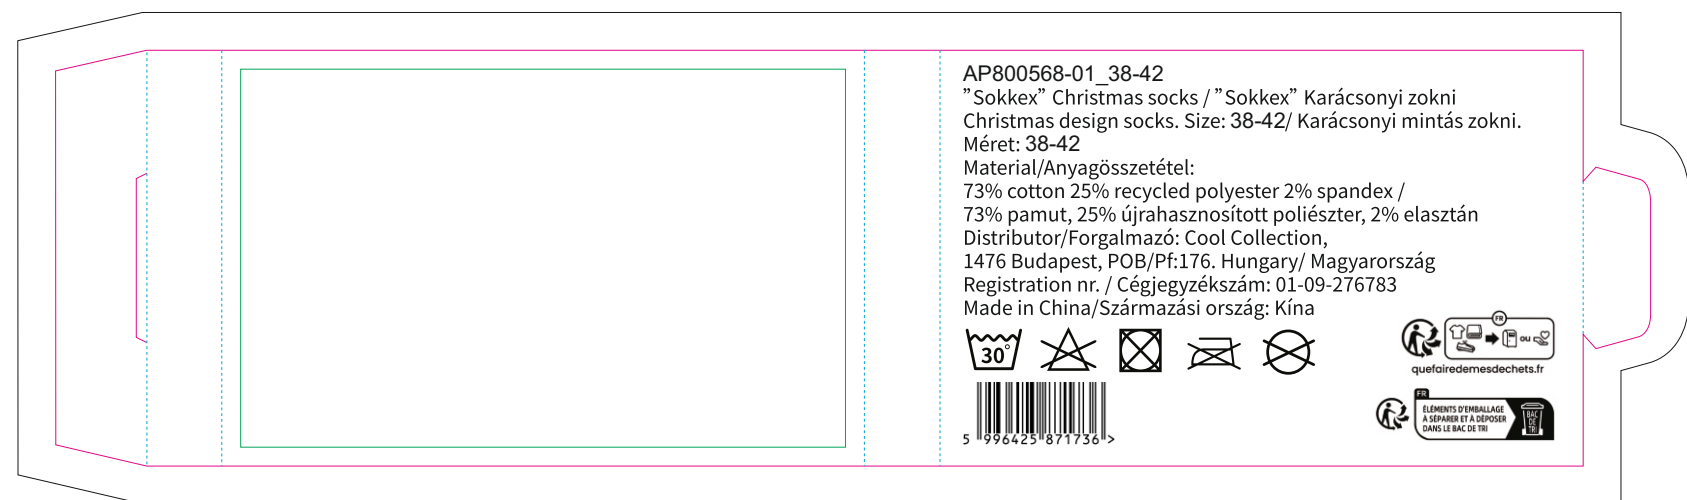 AP800568-01_38-42
”Sokkex” Christmas socks / ”Sokkex” Karácsonyi zokni
Christmas design socks. Size: 38-42/ Karácsonyi mintás zokni.
Méret: 38-42
Material/Anyagösszetétel:
73% cotton 25% recycled polyester 2% spandex /
73% pamut, 25% újrahasznosított poliészter, 2% elasztán
Distributor/Forgalmazó: Cool Collection,
1476 Budapest, POB/Pf:176. Hungary/ Magyarország
Registration nr. / Cégjegyzékszám: 01-09-276783
Made in China/Származási ország: Kína
30°
FR
OU
quefairedemesdechets.fr
FR
ÉLÉMENTS D'EMBALLAGE
À SÉPARER ET À DÉPOSER
DANS LE BAC DE TRI
BAC
DE
TRI
5 996425 871736 >